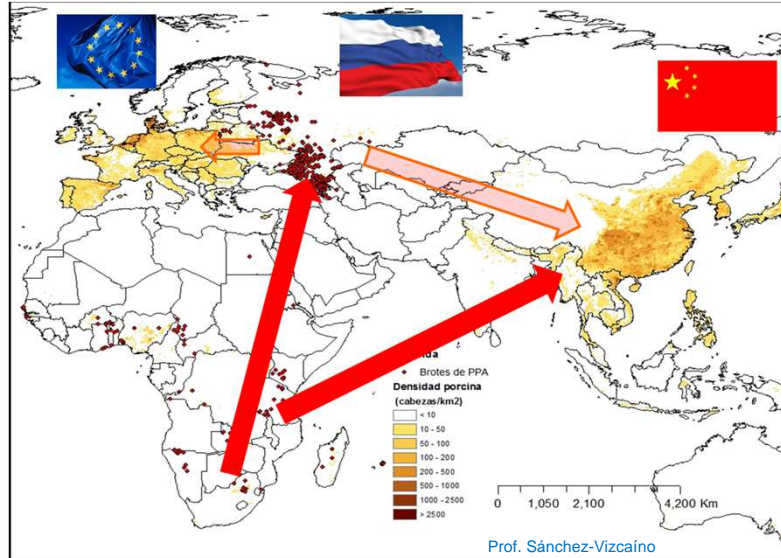 Brotes de PPA
Densidad porcina
(cabezas/km2)
< 10
10 - 50
50 - 100
100 - 200
200 - 500
500 - 1000
1000 - 2500
> 2500
0 1,050 2,100 4,200 Km
Prof. Sánchez-Vizcaíno